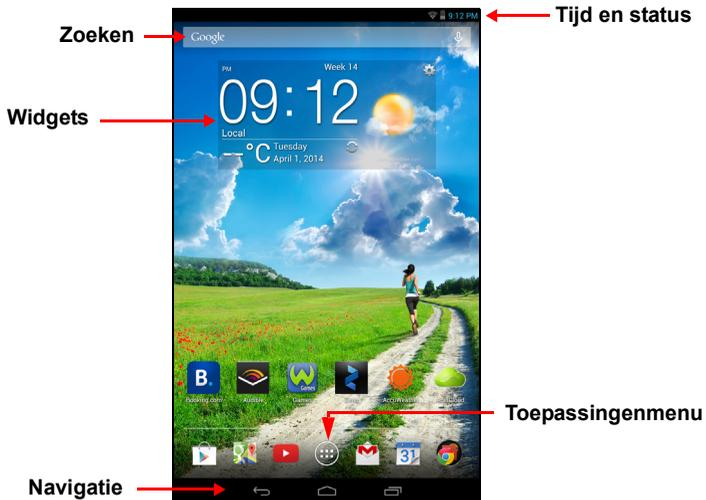 9:12 PM
Tijd en status
Zoeken
Google
PM
Week 14
Widgets
09:12
Local
--°C
Tuesday
April 1, 2014
B.
Games
Booking.com
Audible
Games
AccuWeather
Toepassingenmenu
31
Navigatie